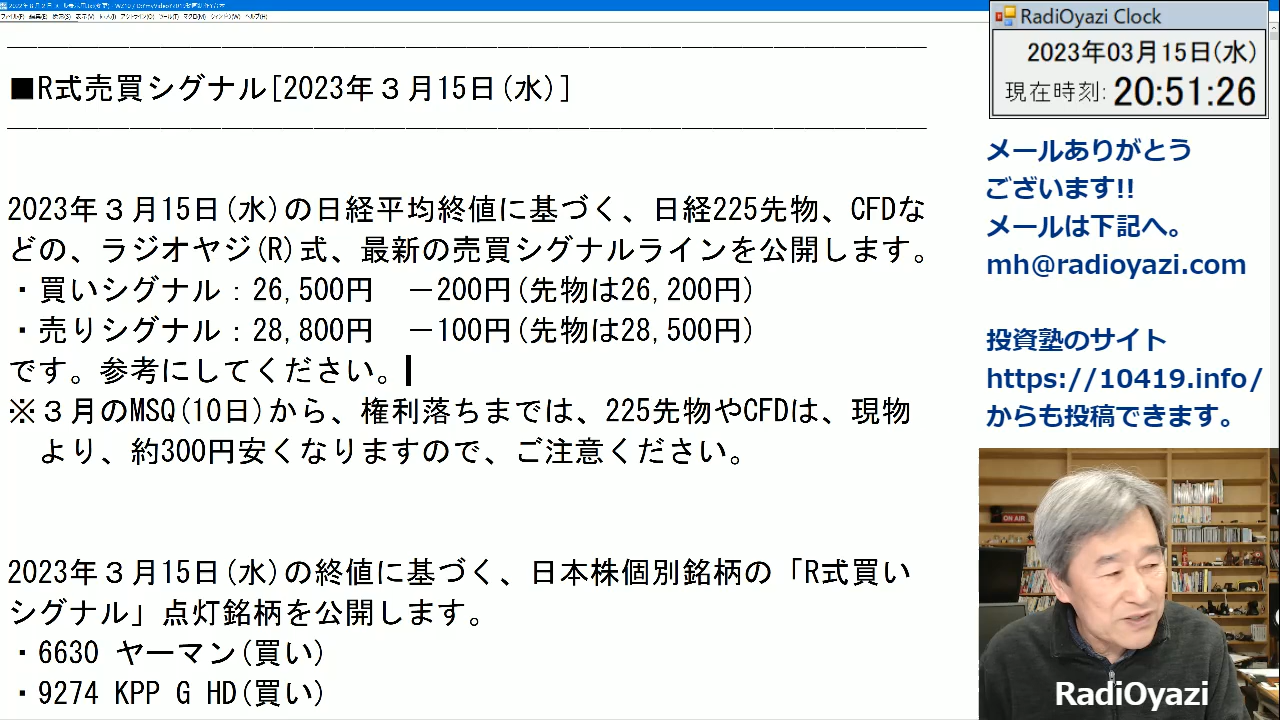 RadiOyazi Clock
2023年03月15日(水)
現在時刻: 20:51:26
■R式売買シグナル[2023年３月15日(水)]
2023年３月15日(水)の日経平均終値に基づく、日経225先物、CFDな
どの、ラジオヤジ(R)式、最新の売買シグナルラインを公開します。
・買いシグナル：26,500円　－200円(先物は26,200円)
・売りシグナル：28,800円　－100円(先物は28,500円)
です。参考にしてください。
※３月のMSQ(10日)から、権利落ちまでは、225先物やCFDは、現物
より、約300円安くなりますので、ご注意ください。
2023年３月15日(水)の終値に基づく、日本株個別銘柄の「R式買い
シグナル」点灯銘柄を公開します。
・6630 ヤーマン(買い)
・9274 KPP G HD(買い)
メールありがとう
ございます!!
メールは下記へ。
mh@radioyazi.com
投資塾のサイト
https://10419.info/
からも投稿できます。
ON AIR
RadiOyazi